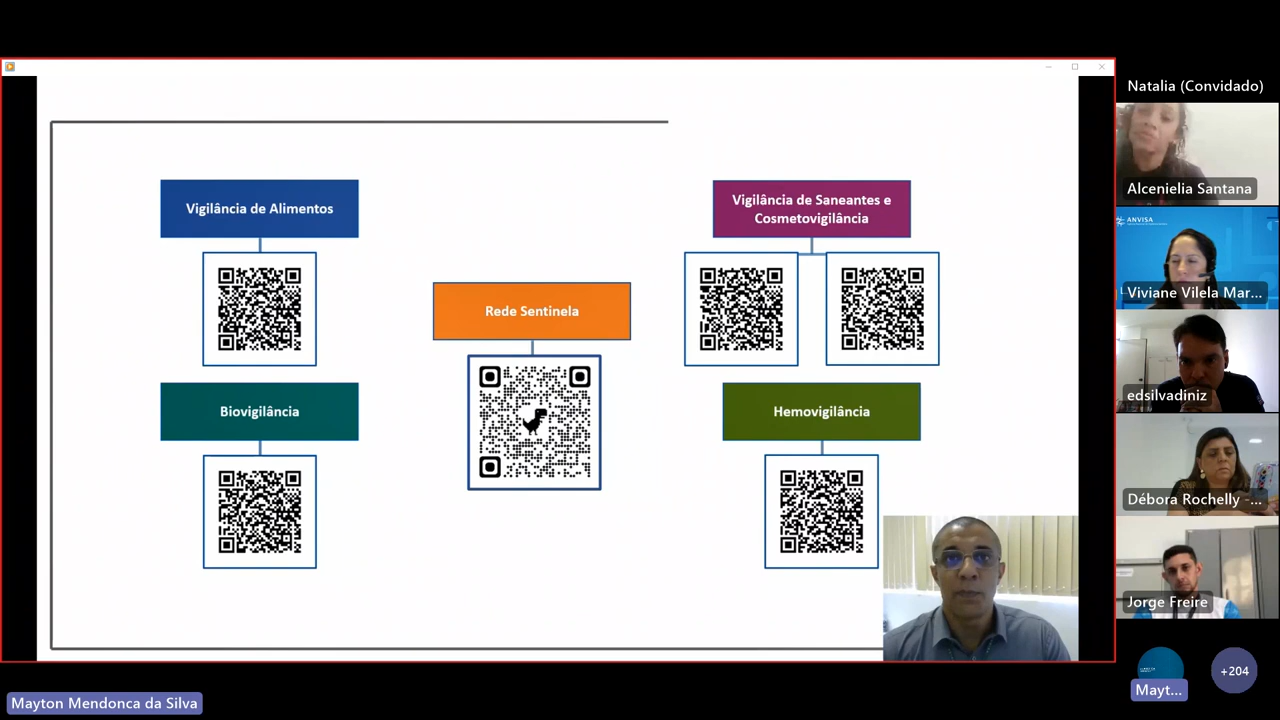 Natalia (Convidado)
Alcenielia Santana
ANVISA
Viviane Vilela Mar...
edsilvadiniz
Débora Rochelly -...
Jorge Freire
Mayt...
+204
Vigilância de Alimentos
Vigilância de Saneantes e
Cosmetovigilância
Rede Sentinela
Biovigilância
Hemovigilância
Mayton Mendonca da Silva